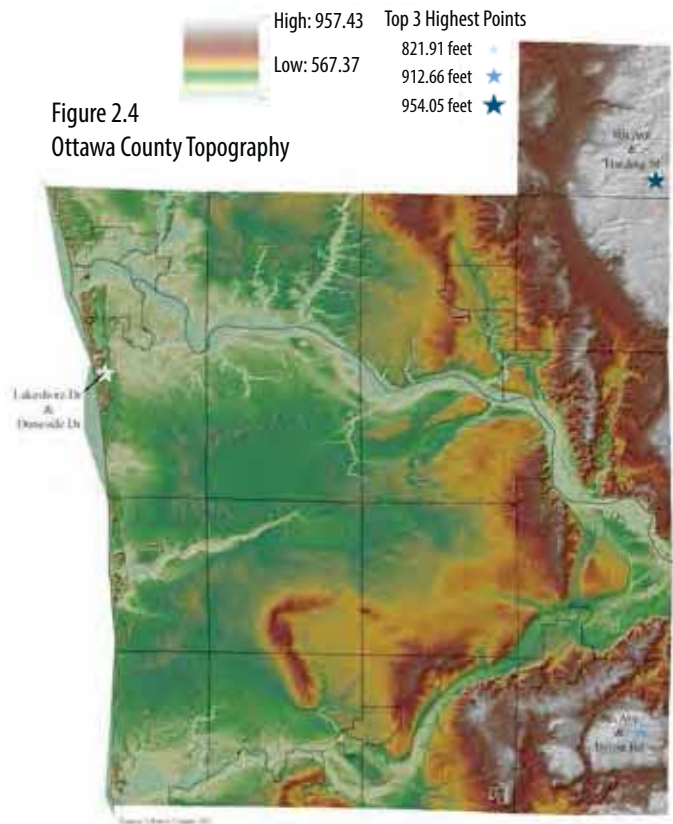 High: 957.43
Low: 567.37
Top 3 Highest Points
821.91 feet
912.66 feet
954.05 feet
Figure 2.4
Ottawa County Topography
&
Lakeshore Dr
&
Duneside Dr
&